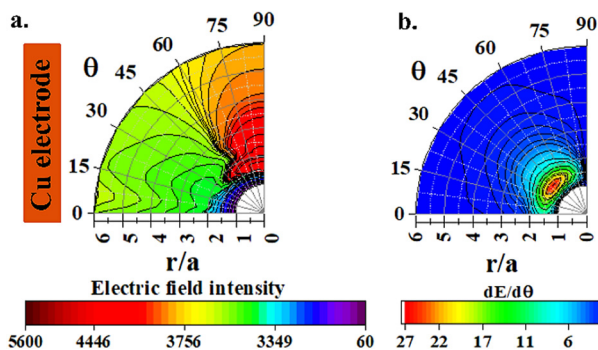 a.
Cu electrode
θ
0
15
30
45
60
75
90
6 5 4 3 2 1 0
r/a
Electric field intensity
5600 4446 3756 3349 60
b.
θ
0
15
30
45
60
75
90
6 5 4 3 2 1 0
r/a
dE/dθ
27 22 17 11 6